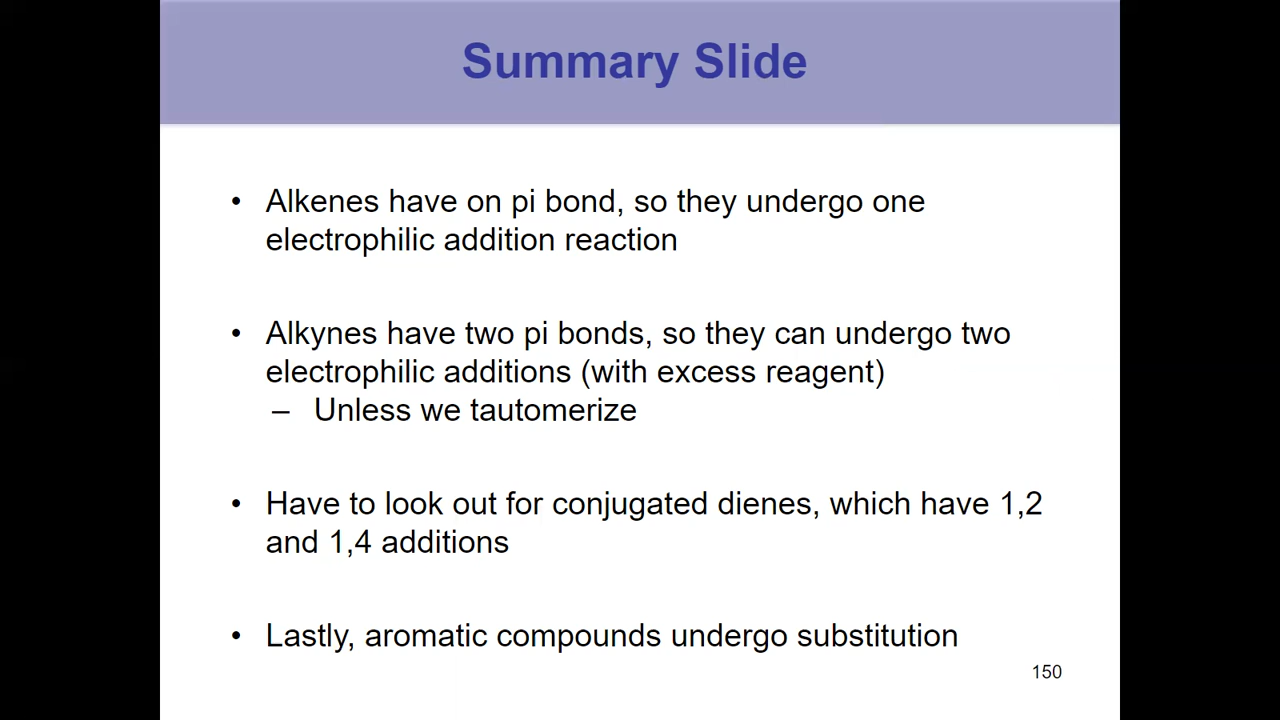 Summary Slide
• Alkenes have on pi bond, so they undergo one
electrophilic addition reaction
• Alkynes have two pi bonds, so they can undergo two
electrophilic additions (with excess reagent)
– Unless we tautomerize
• Have to look out for conjugated dienes, which have 1,2
and 1,4 additions
• Lastly, aromatic compounds undergo substitution
150